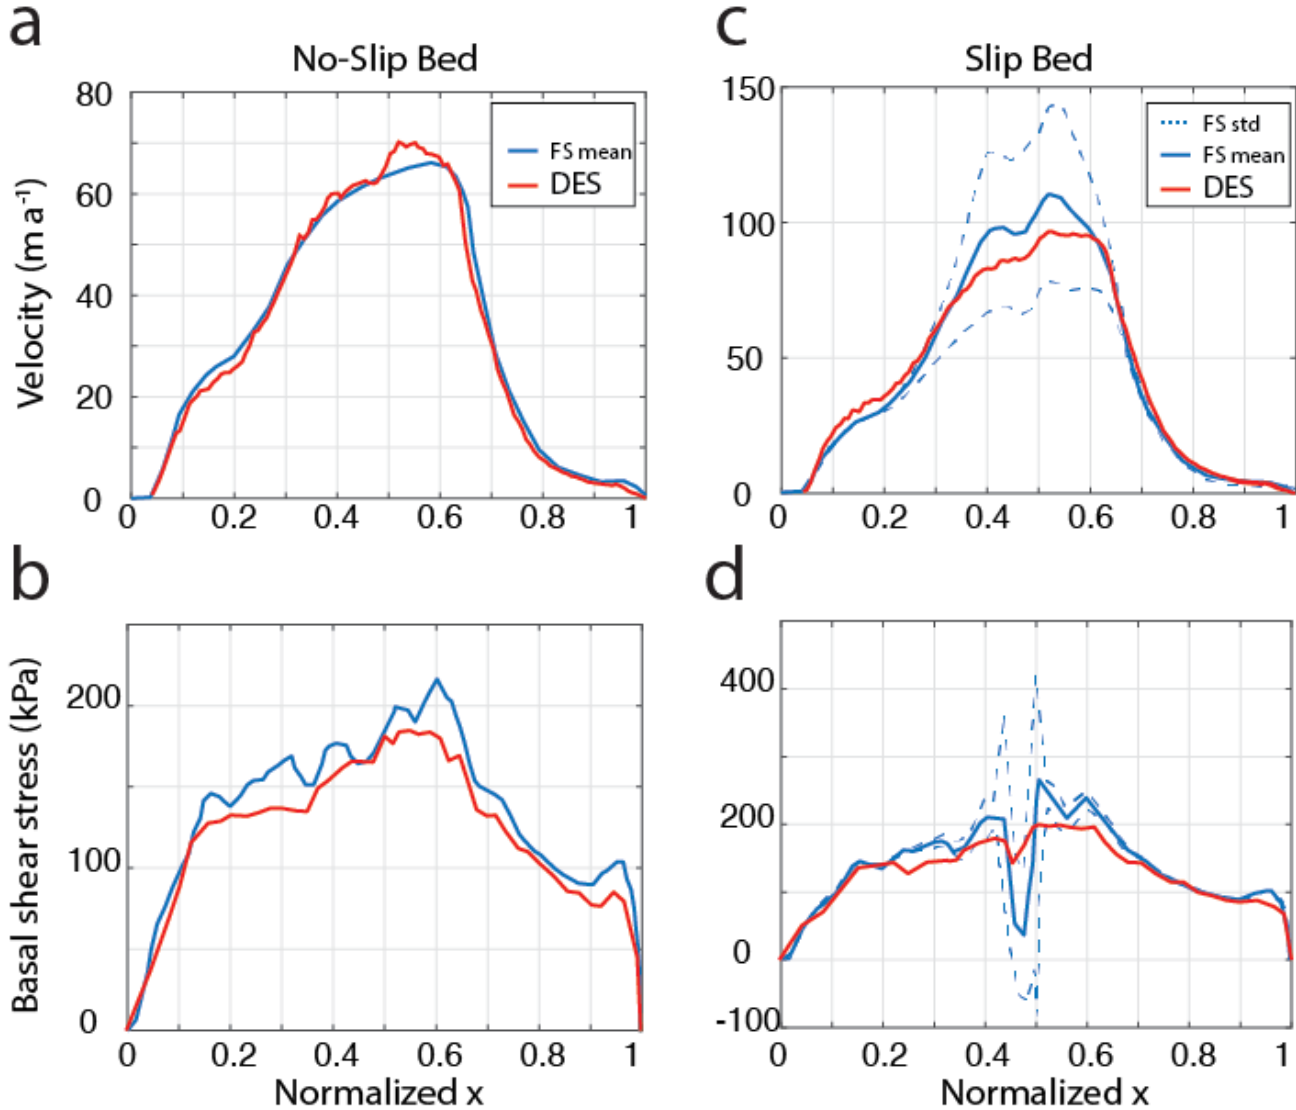 a
No-Slip Bed
Velocity (m a-1)
80
60
40
20
0
0 0.2 0.4 0.6 0.8 1
FS mean
DES
c
Slip Bed
150
100
50
0
0 0.2 0.4 0.6 0.8 1
FS std
FS mean
DES
b
Basal shear stress (kPa)
200
100
0
0 0.2 0.4 0.6 0.8 1
Normalized x
d
400
200
0
-100
0 0.2 0.4 0.6 0.8 1
Normalized x